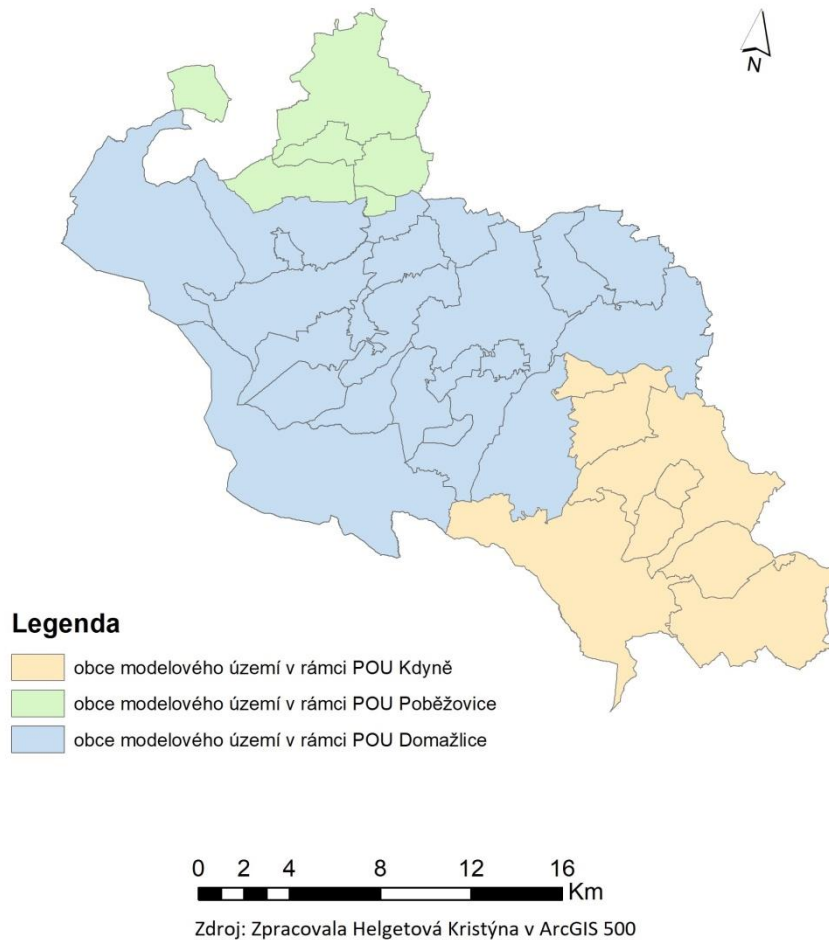 N
Legenda
obce modelového území v rámci POU Kdyně
obce modelového území v rámci POU Poběžovice
obce modelového území v rámci POU Domažlice
0 2 4 8 12 16
Km
Zdroj: Zpracovala Helgetová Kristýna v ArcGIS 500